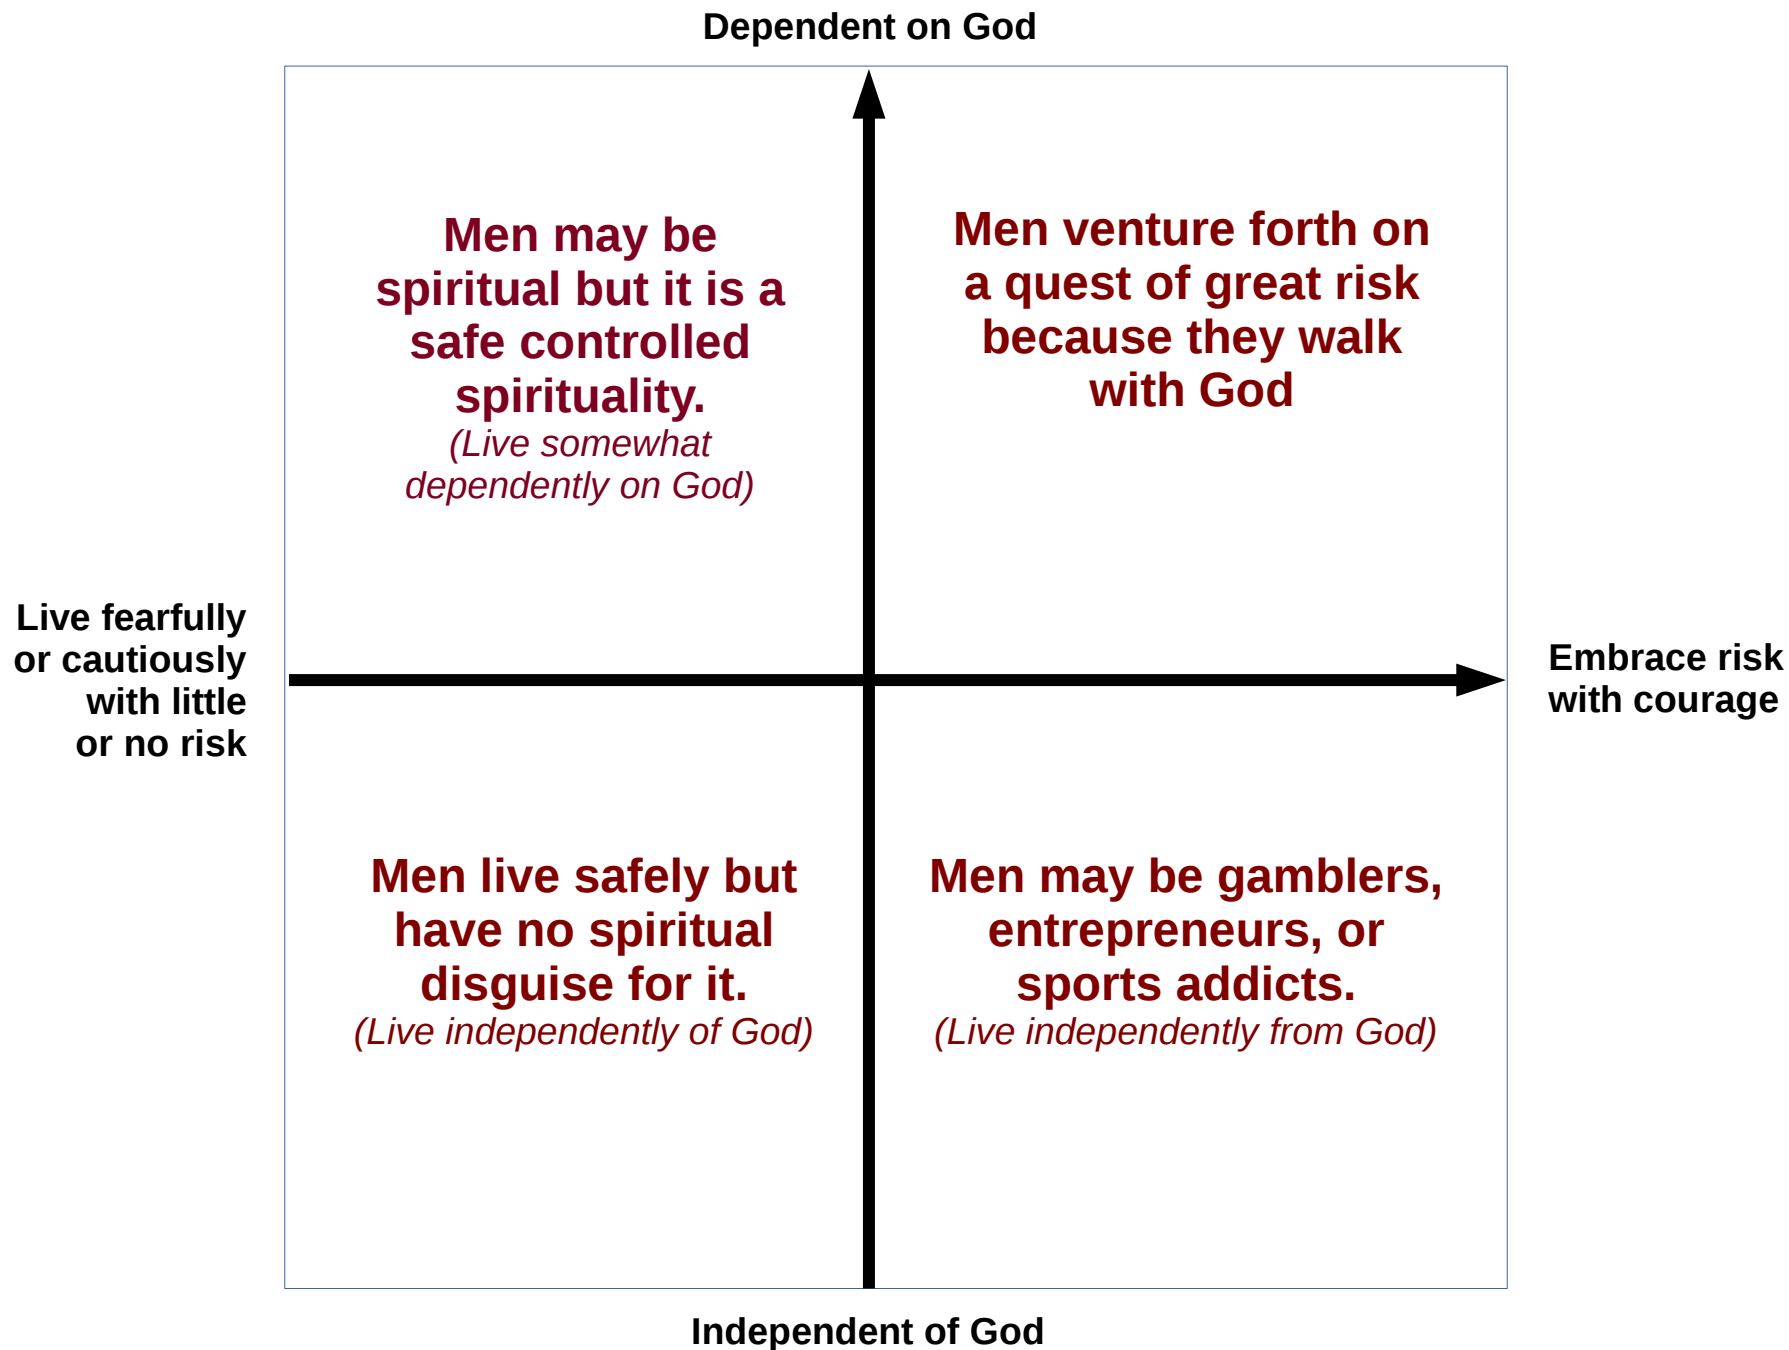 Dependent on God
Men may be
spiritual but it is a
safe controlled
spirituality.
(Live somewhat
dependently on God)
Men venture forth on
a quest of great risk
because they walk
with God
Live fearfully
or cautiously
with little
or no risk
Embrace risk
with courage
Men live safely but
have no spiritual
disguise for it.
(Live independently of God)
Men may be gamblers,
entrepreneurs, or
sports addicts.
(Live independently from God)
Independent of God